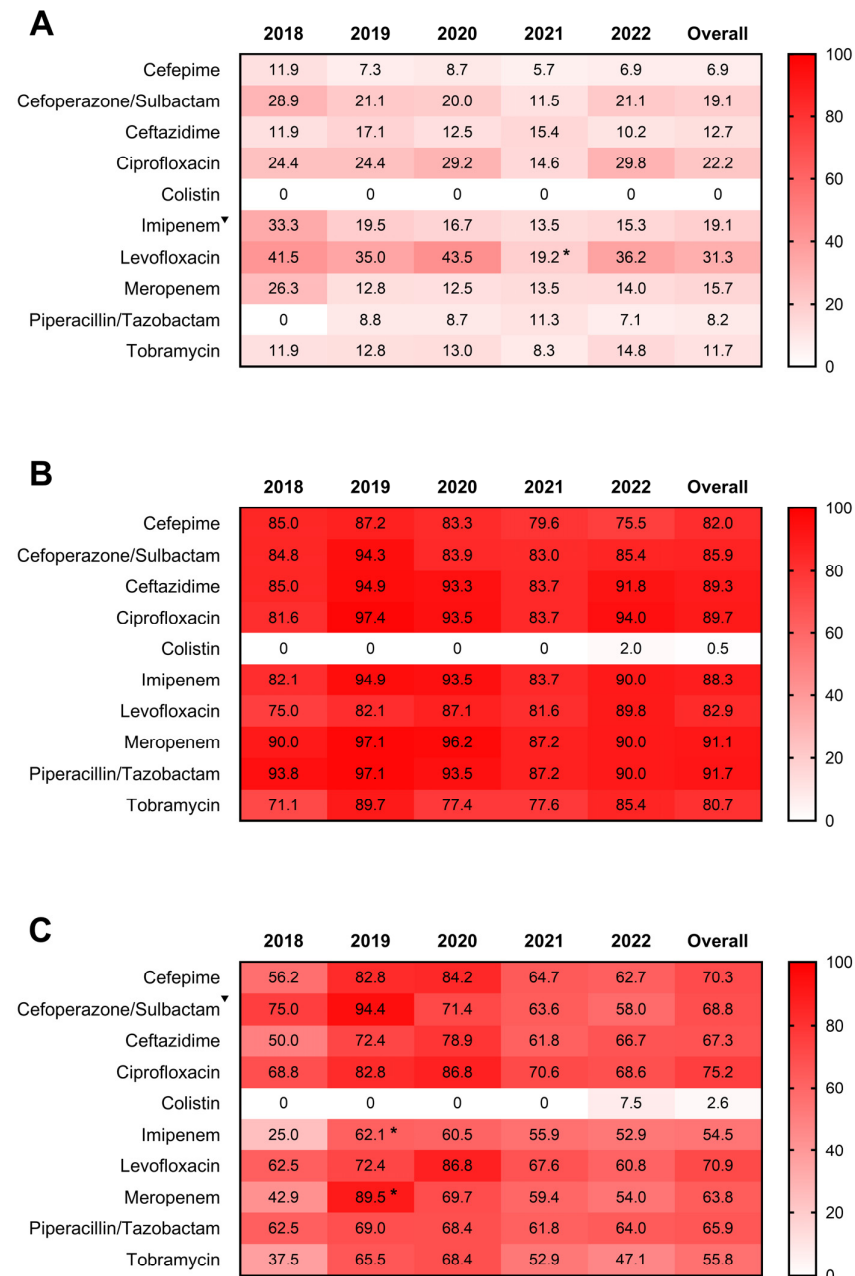 A
2018 2019 2020 2021 2022 Overall
100
Cefepime 11.9 7.3 8.7 5.7 6.9 6.9
Cefoperazone/Sulbactam 28.9 21.1 20.0 11.5 21.1 19.1
80
Ceftazidime 11.9 17.1 12.5 15.4 10.2 12.7
Ciprofloxacin 24.4 24.4 29.2 14.6 29.8 22.2
60
Colistin 0 0 0 0 0 0
Imipenem▼ 33.3 19.5 16.7 13.5 15.3 19.1
40
Levofloxacin 41.5 35.0 43.5 19.2 * 36.2 31.3
Meropenem 26.3 12.8 12.5 13.5 14.0 15.7
20
Piperacillin/Tazobactam 0 8.8 8.7 11.3 7.1 8.2
Tobramycin 11.9 12.8 13.0 8.3 14.8 11.7
0
B
2018 2019 2020 2021 2022 Overall
100
Cefepime 85.0 87.2 83.3 79.6 75.5 82.0
Cefoperazone/Sulbactam 84.8 94.3 83.9 83.0 85.4 85.9
80
Ceftazidime 85.0 94.9 93.3 83.7 91.8 89.3
Ciprofloxacin 81.6 97.4 93.5 83.7 94.0 89.7
60
Colistin 0 0 0 0 2.0 0.5
Imipenem 82.1 94.9 93.5 83.7 90.0 88.3
40
Levofloxacin 75.0 82.1 87.1 81.6 89.8 82.9
Meropenem 90.0 97.1 96.2 87.2 90.0 91.1
20
Piperacillin/Tazobactam 93.8 97.1 93.5 87.2 90.0 91.7
Tobramycin 71.1 89.7 77.4 77.6 85.4 80.7
0
C
2018 2019 2020 2021 2022 Overall
100
Cefepime 56.2 82.8 84.2 64.7 62.7 70.3
Cefoperazone/Sulbactam▼ 75.0 94.4 71.4 63.6 58.0 68.8
80
Ceftazidime 50.0 72.4 78.9 61.8 66.7 67.3
Ciprofloxacin 68.8 82.8 86.8 70.6 68.6 75.2
60
Colistin 0 0 0 0 7.5 2.6
Imipenem 25.0 62.1 * 60.5 55.9 52.9 54.5
40
Levofloxacin 62.5 72.4 86.8 67.6 60.8 70.9
Meropenem 42.9 89.5 * 69.7 59.4 54.0 63.8
20
Piperacillin/Tazobactam 62.5 69.0 68.4 61.8 64.0 65.9
Tobramycin 37.5 65.5 68.4 52.9 47.1 55.8
0